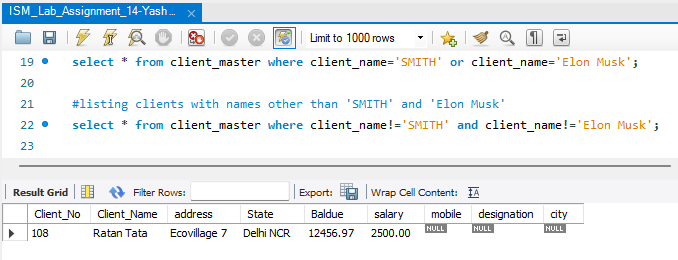 ISM_Lab_Assignment_14-Yash...
Limit to 1000 rows
19 select * from client_master where client_name='SMITH' or client_name='Elon Musk';
20
21 #listing clients with names other than 'SMITH' and 'Elon Musk'
22 select * from client_master where client_name!='SMITH' and client_name!='Elon Musk';
23
Result Grid Filter Rows: Export: Wrap Cell Content:
Client_No Client_Name address State Baldue salary mobile designation city
108 Ratan Tata Ecovillage 7 Delhi NCR 12456.97 2500.00 NULL NULL NULL